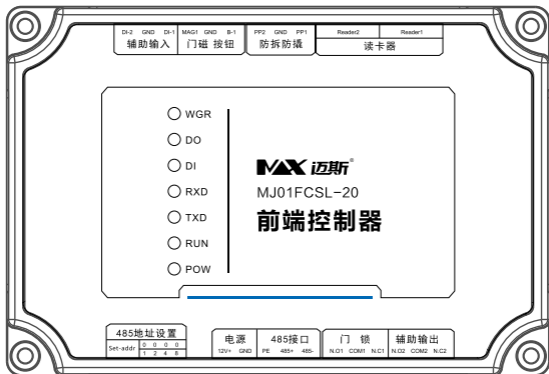 DI-2 GND DI-1 MAG1 GND B-1 PP2 GND PP1 Reader2 Reader1
辅助输入 门磁 按钮 防拆防撬 读卡器
WGR
DO
DI
RXD
TXD
RUN
POW
MAX 迈斯®
MJ01FCSL-20
前端控制器
485地址设置
Set-addr 0 0 0 0
1 2 4 8
电源 485接口 门 锁 辅助输出
12V+ GND PE 485+ 485- N.O1 COM1 N.C1 N.O2 COM2 N.C2